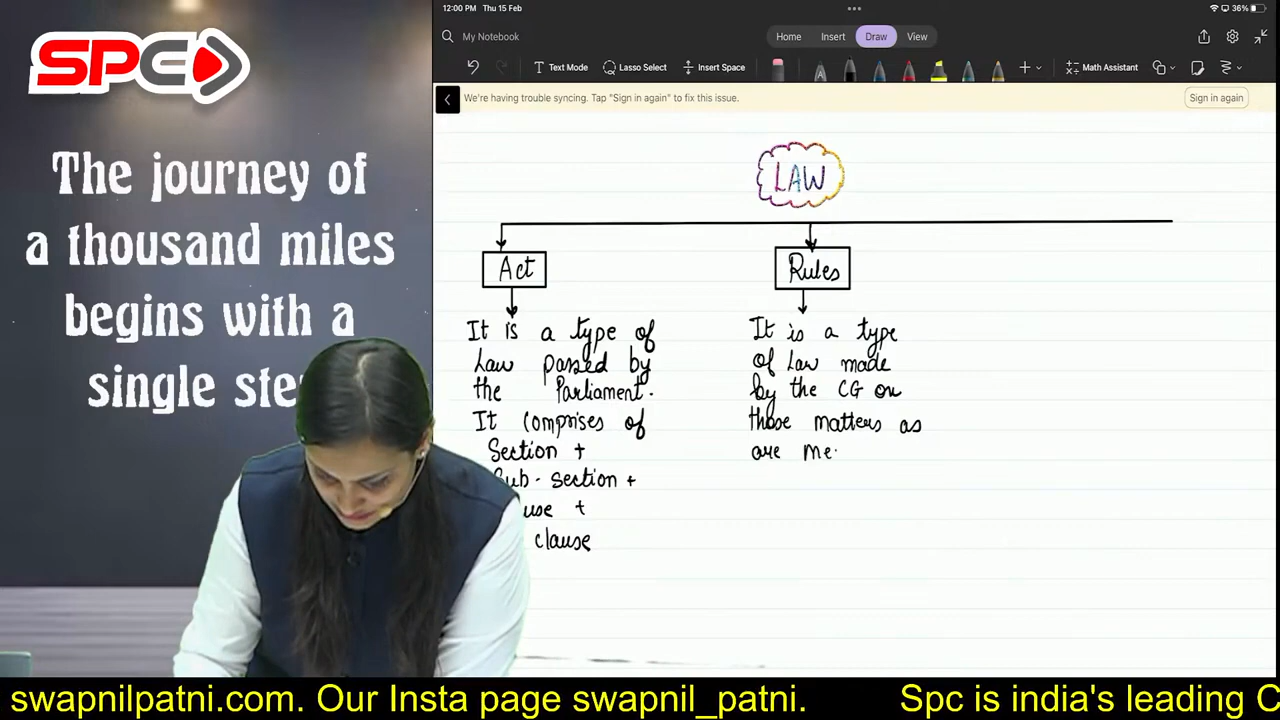 SPC
The journey of
a thousand miles
begins with a
single ste
12:00 PM Thu 15 Feb
36%
My Notebook
Home Insert Draw View
Text Mode Lasso Select Insert Space Math Assistant
We're having trouble syncing. Tap "Sign in again" to fix this issue. Sign in again
LAW
Act
It is a type of
Law passed by
the Parliament.
It comprises of
Section +
Sub-section +
use +
clause
Rules
It is a type
of Law made
by the CG on
those matters as
are me
swapnilpatni.com. Our Insta page swapnil_patni. Spc is india's leading C